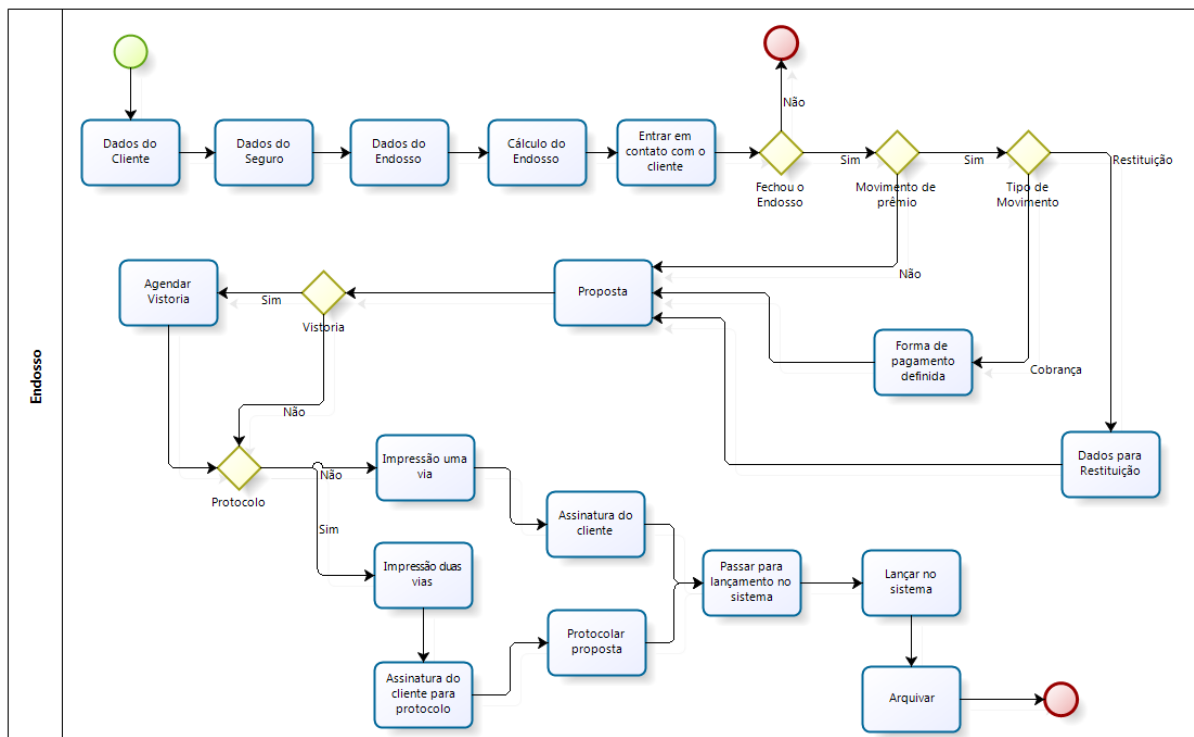 Endosso
Dados do
Cliente
Dados do
Seguro
Dados do
Endosso
Cálculo do
Endosso
Entrar em
contato com o
cliente
Não
Fechou o
Endosso
Sim
Movimento de
prêmio
Sim
Tipo de
Movimento
Restituição
Não
Cobrança
Agendar
Vistoria
Sim
Vistoria
Não
Proposta
Forma de
pagamento
definida
Dados para
Restituição
Protocolo
Não
Sim
Impressão uma
via
Assinatura do
cliente
Impressão duas
vias
Assinatura do
cliente para
protocolo
Protocolar
proposta
Passar para
lançamento no
sistema
Lançar no
sistema
Arquivar